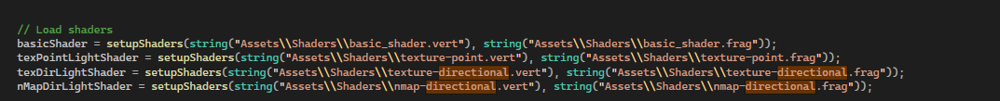 // Load shaders
basicShader = setupShaders(string("Assets\\Shaders\\basic_shader.vert"), string("Assets\\Shaders\\basic_shader.frag"));
texPointLightShader = setupShaders(string("Assets\\Shaders\\texture-point.vert"), string("Assets\\Shaders\\texture-point.frag"));
texDirLightShader = setupShaders(string("Assets\\Shaders\\texture-directional.vert"), string("Assets\\Shaders\\texture-directional.frag"));
nMapDirLightShader = setupShaders(string("Assets\\Shaders\\nmap-directional.vert"), string("Assets\\Shaders\\nmap-directional.frag"));